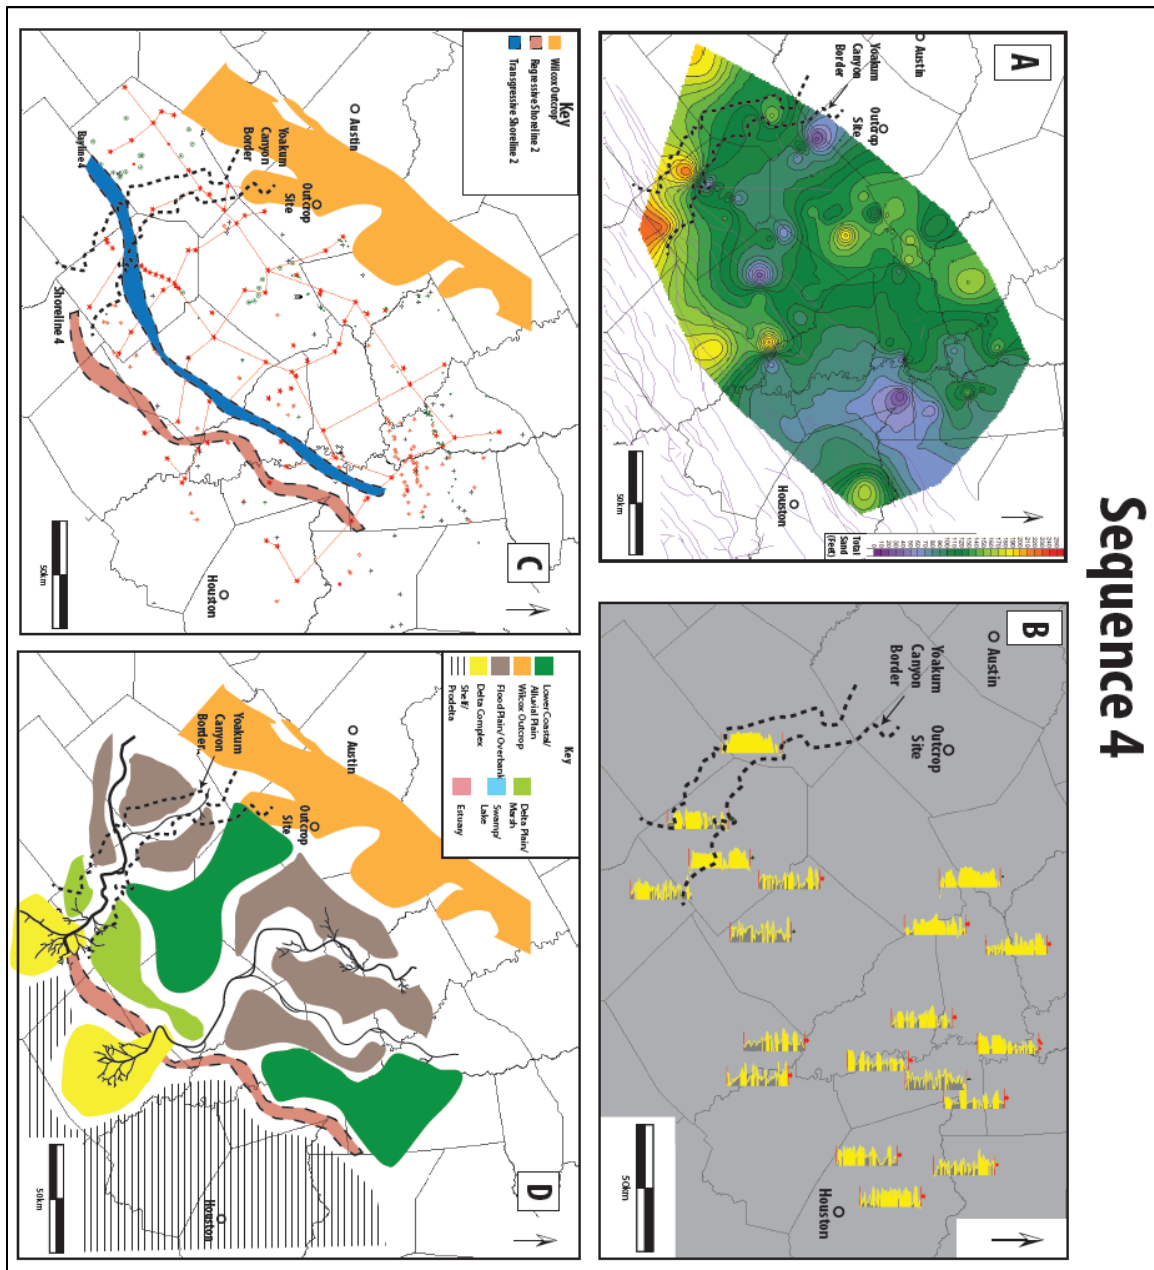 Sequence 4
A
Austin
Yoakum
Canyon
Border
Outcrop
Site
Houston
50km
Total
Sand
(Feet)
B
Austin
Yoakum
Canyon
Border
Outcrop
Site
Houston
50km
C
Key
Wilcox Outcrop
Regressive Shoreline 2
Transgressive Shoreline 2
Austin
Yoakum
Canyon
Border
Outcrop
Site
Bayline 4
Shoreline 4
Houston
50km
D
Key
Lower Coastal/
Alluvial Plain
Wilcox Outcrop
Flood Plain/ Overbank
Delta Complex
Shelf/
Prodelta
Delta Plain/
Marsh
Swamp/
Lake
Estuary
Austin
Yoakum
Canyon
Border
Outcrop
Site
Houston
50km